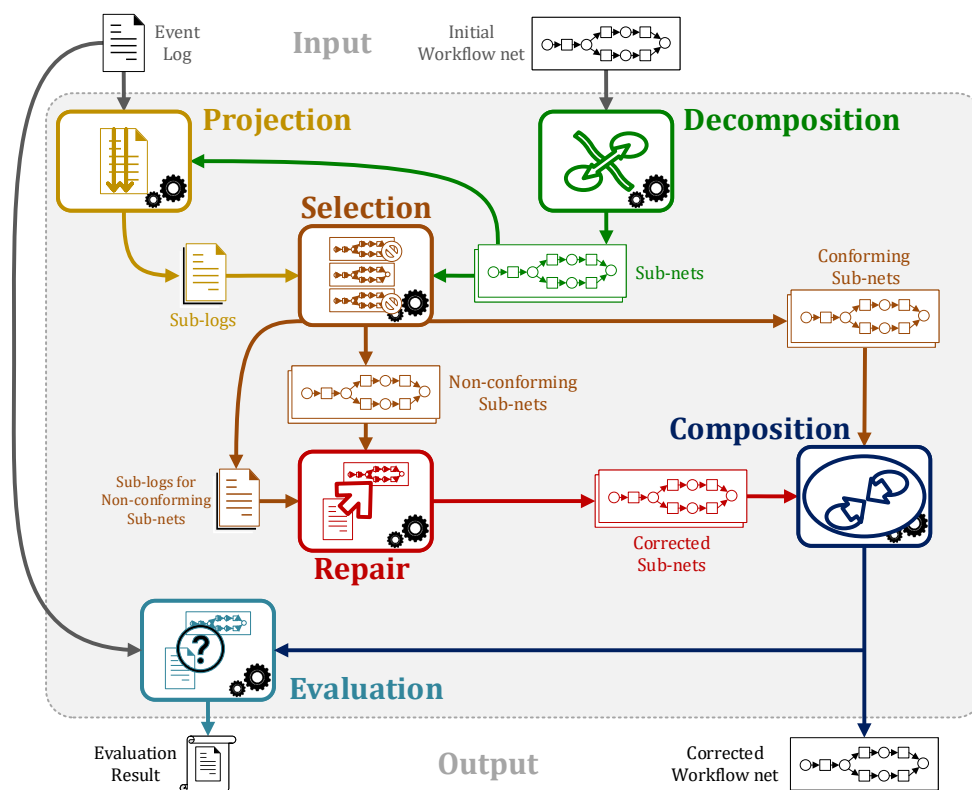 Event
Log
Input
Initial
Workflow net
Projection
Decomposition
Selection
Sub-nets
Conforming
Sub-nets
Sub-logs
Non-conforming
Sub-nets
Composition
Sub-logs for
Non-conforming
Sub-nets
Corrected
Sub-nets
Repair
?
Evaluation
Evaluation
Result
Output
Corrected
Workflow net